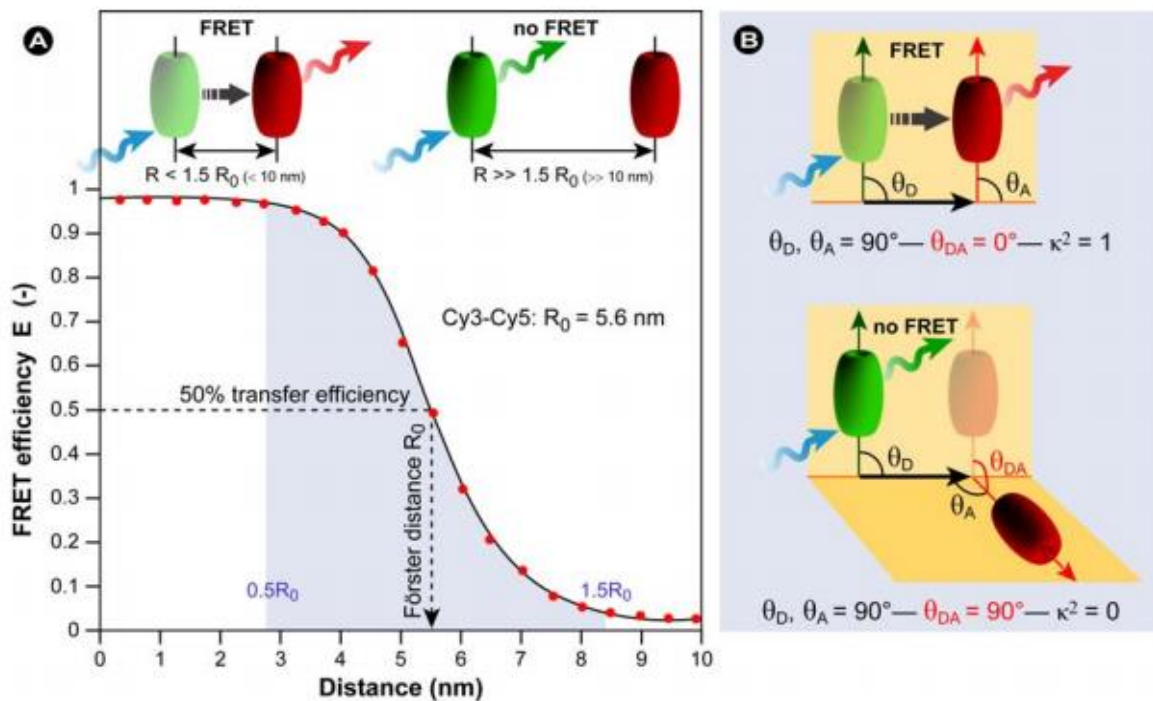 A
FRET
no FRET
R < 1.5 R₀ (< 10 nm)
R >> 1.5 R₀ (>> 10 nm)
1
0.9
0.8
0.7
0.6
0.5
0.4
0.3
0.2
0.1
0
FRET efficiency E (-)
Cy3-Cy5: R₀ = 5.6 nm
50% transfer efficiency
Förster distance R₀
0.5R₀
1.5R₀
0 1 2 3 4 5 6 7 8 9 10
Distance (nm)
B
FRET
θD
θA
θD, θA = 90°— θDA = 0°— κ² = 1
no FRET
θD
θDA
θA
θD, θA = 90°— θDA = 90°— κ² = 0